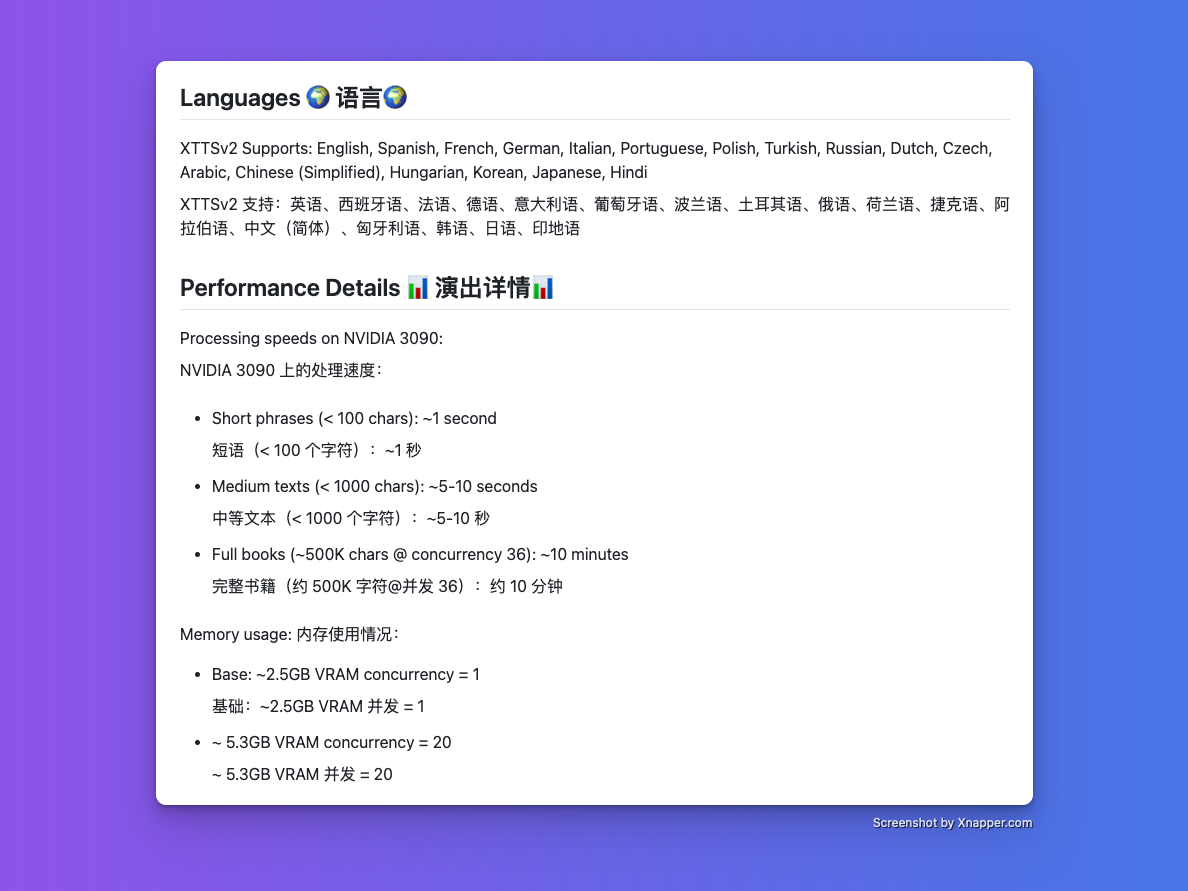 Languages 🌍 语言🌍
XTTSv2 Supports: English, Spanish, French, German, Italian, Portuguese, Polish, Turkish, Russian, Dutch, Czech,
Arabic, Chinese (Simplified), Hungarian, Korean, Japanese, Hindi
XTTSv2 支持：英语、西班牙语、法语、德语、意大利语、葡萄牙语、波兰语、土耳其语、俄语、荷兰语、捷克语、阿
拉伯语、中文（简体）、匈牙利语、韩语、日语、印地语
Performance Details 📊 演出详情📊
Processing speeds on NVIDIA 3090:
NVIDIA 3090 上的处理速度：
• Short phrases (< 100 chars): ~1 second
短语（< 100 个字符）：~1 秒
• Medium texts (< 1000 chars): ~5-10 seconds
中等文本（< 1000 个字符）：~5-10 秒
• Full books (~500K chars @ concurrency 36): ~10 minutes
完整书籍（约 500K 字符@并发 36）：约 10 分钟
Memory usage: 内存使用情况：
• Base: ~2.5GB VRAM concurrency = 1
基础：~2.5GB VRAM 并发 = 1
• ~ 5.3GB VRAM concurrency = 20
~ 5.3GB VRAM 并发 = 20
Screenshot by Xnapper.com